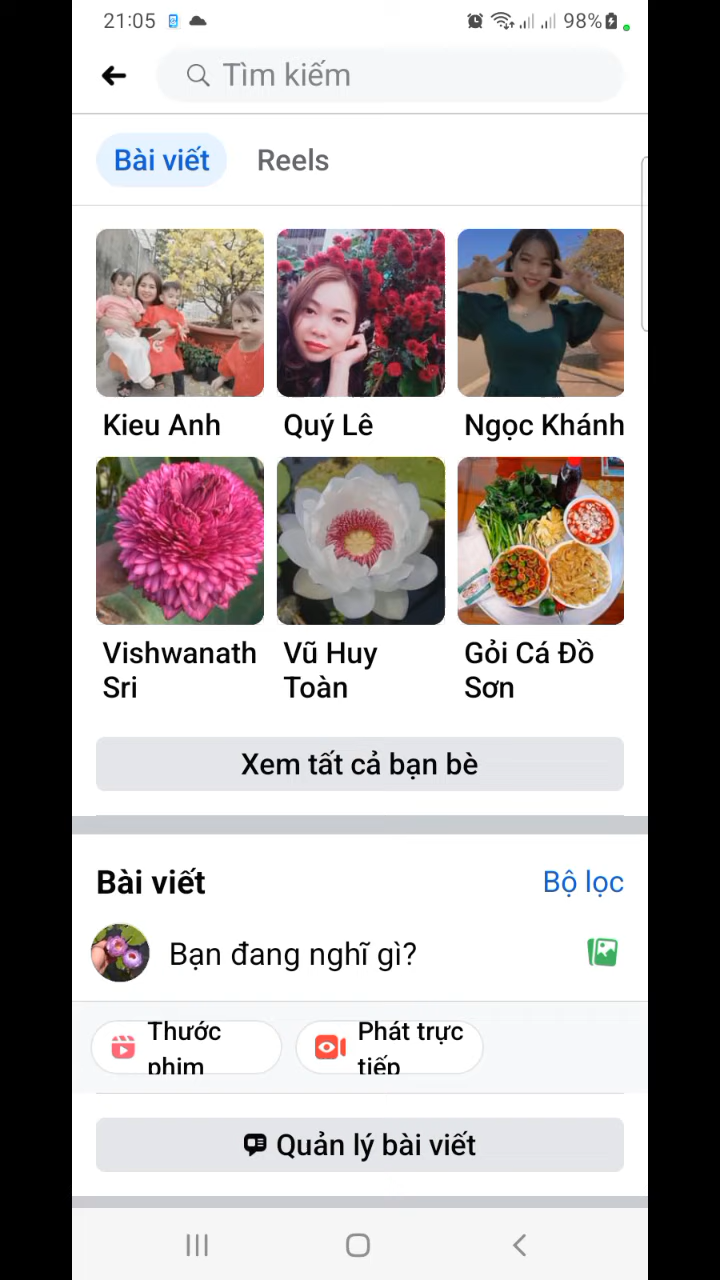 21:05
98%
Tìm kiếm
Bài viết Reels
Kieu Anh Quý Lê Ngọc Khánh
Vishwanath Vũ Huy Gỏi Cá Đồ
Sri Toàn Sơn
Xem tất cả bạn bè
Bài viết Bộ lọc
Bạn đang nghĩ gì?
Thước Phát trực
phim tiếp
Quản lý bài viết